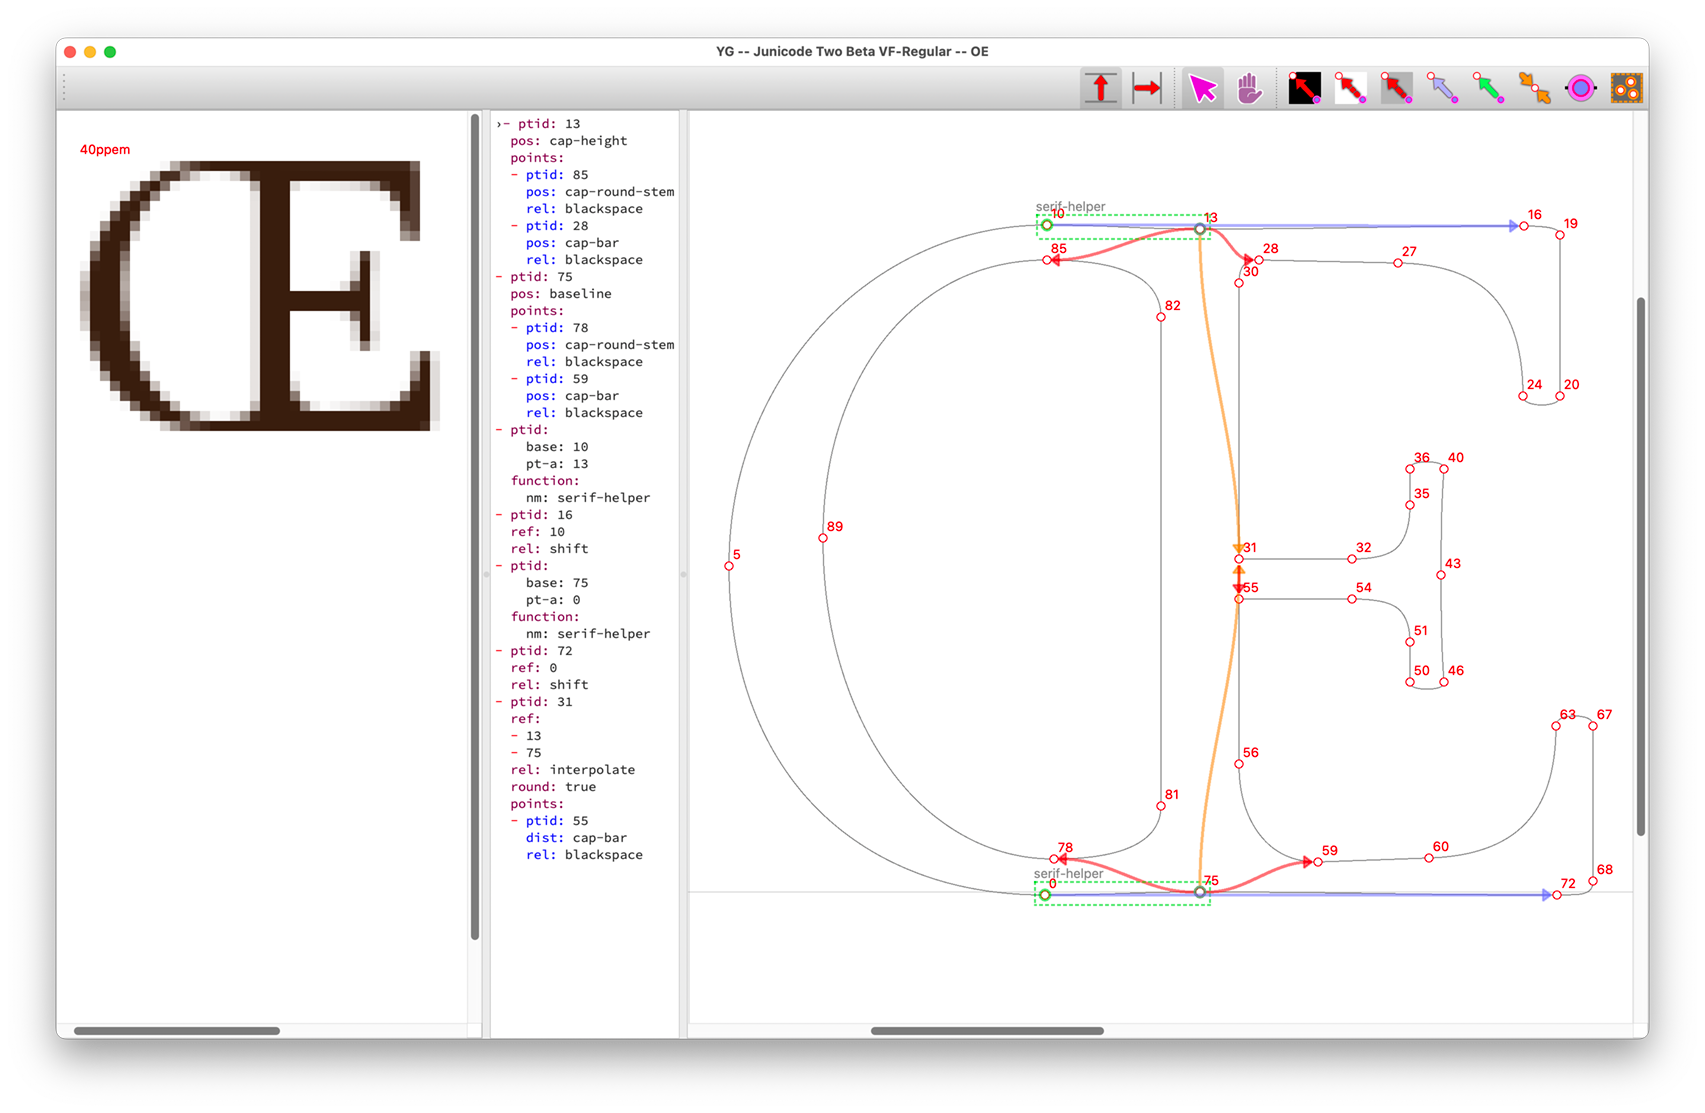 YG -- Junicode Two Beta VF-Regular -- OE
40ppem
›- ptid: 13
pos: cap-height
points:
- ptid: 85
pos: cap-round-stem
rel: blackspace
- ptid: 28
pos: cap-bar
rel: blackspace
- ptid: 75
pos: baseline
points:
- ptid: 78
pos: cap-round-stem
rel: blackspace
- ptid: 59
pos: cap-bar
rel: blackspace
- ptid:
base: 10
pt-a: 13
function:
nm: serif-helper
- ptid: 16
ref: 10
rel: shift
- ptid:
base: 75
pt-a: 0
function:
nm: serif-helper
- ptid: 72
ref: 0
rel: shift
- ptid: 31
ref:
- 13
- 75
rel: interpolate
round: true
points:
- ptid: 55
dist: cap-bar
rel: blackspace
serif-helper
10
13
16
19
85
28
27
30
82
24
20
36
40
35
89
31
32
5
43
55
54
51
50
46
63
67
56
81
78
59
60
serif-helper
0
75
72
68
Œ